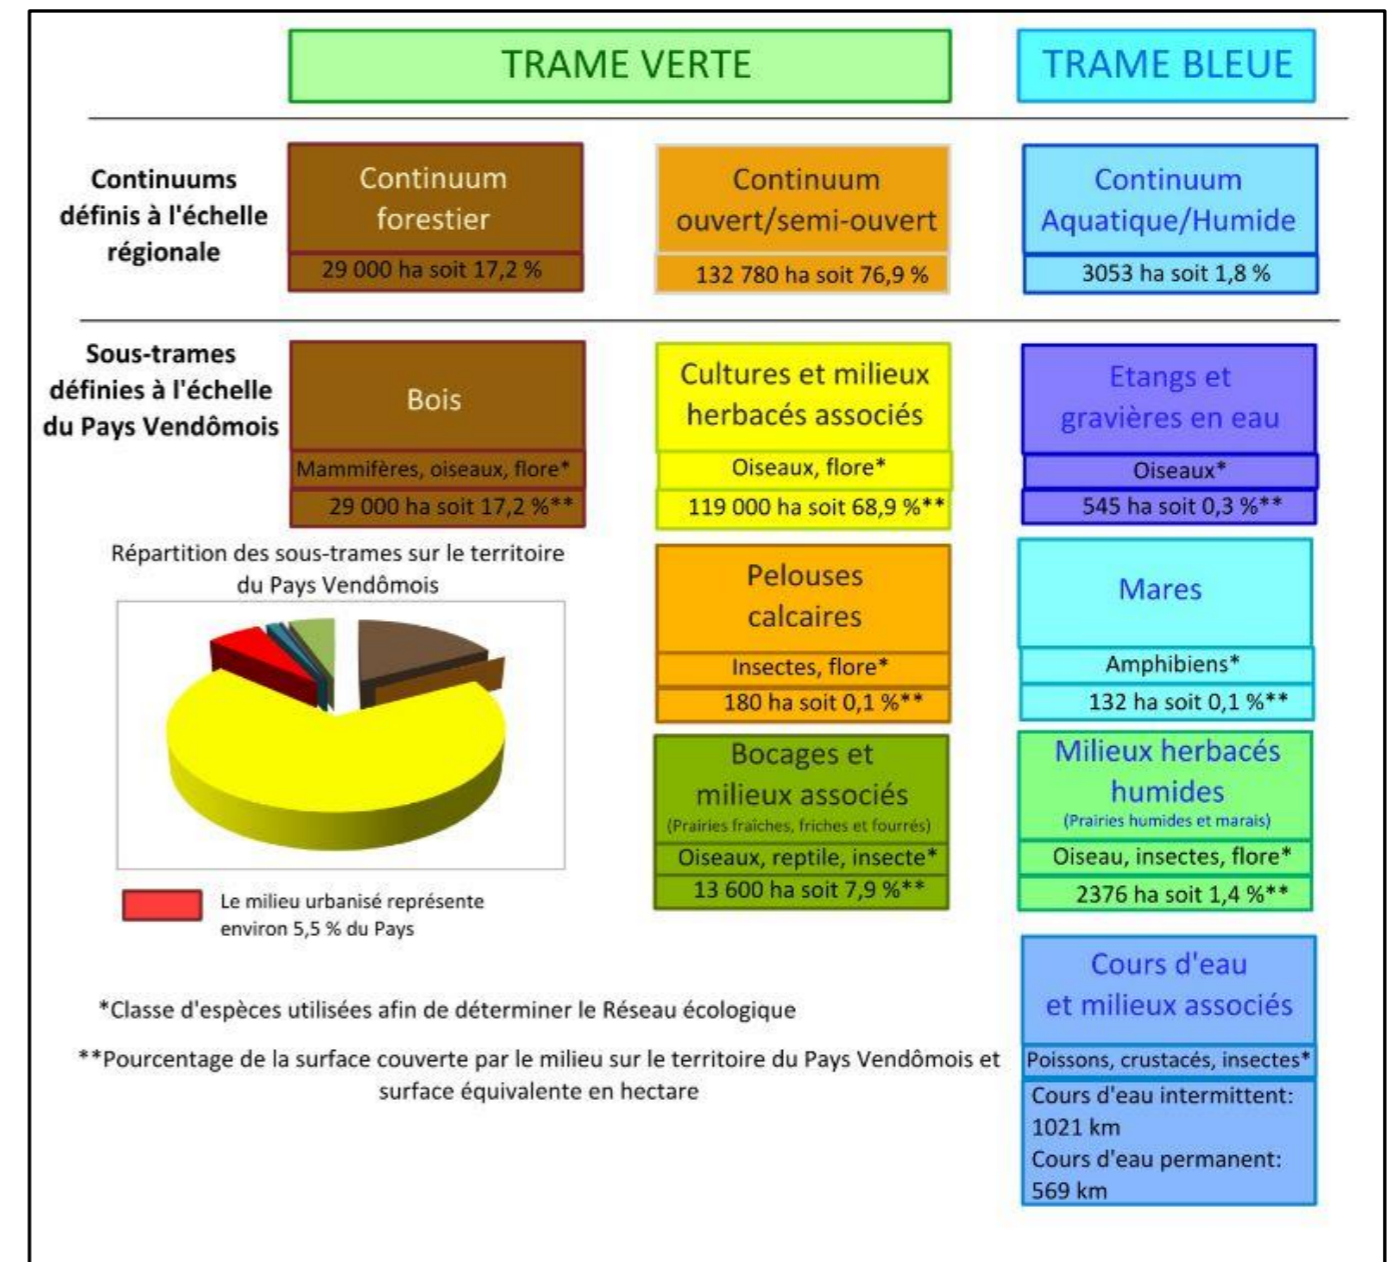 TRAME VERTE
TRAME BLEUE
Continuums
définis à l'échelle
régionale
Continuum
forestier
29 000 ha soit 17,2 %
Continuum
ouvert/semi-ouvert
132 780 ha soit 76,9 %
Continuum
Aquatique/Humide
3053 ha soit 1,8 %
Sous-trames
définies à l'échelle
du Pays Vendômois
Bois
Mammifères, oiseaux, flore*
29 000 ha soit 17,2 %**
Cultures et milieux
herbacés associés
Oiseaux, flore*
119 000 ha soit 68,9 %**
Etangs et
gravières en eau
Oiseaux*
545 ha soit 0,3 %**
Répartition des sous-trames sur le territoire
du Pays Vendômois
Pelouses
calcaires
Insectes, flore*
180 ha soit 0,1 %**
Mares
Amphibiens*
132 ha soit 0,1 %**
Bocages et
milieux associés
(Prairies fraîches, friches et fourrés)
Oiseaux, reptile, insecte*
13 600 ha soit 7,9 %**
Milieux herbacés
humides
(Prairies humides et marais)
Oiseau, insectes, flore*
2376 ha soit 1,4 %**
Le milieu urbanisé représente
environ 5,5 % du Pays
Cours d'eau
et milieux associés
Poissons, crustacés, insectes*
Cours d'eau intermittent:
1021 km
Cours d'eau permanent:
569 km
*Classe d'espèces utilisées afin de déterminer le Réseau écologique
**Pourcentage de la surface couverte par le milieu sur le territoire du Pays Vendômois et
surface équivalente en hectare